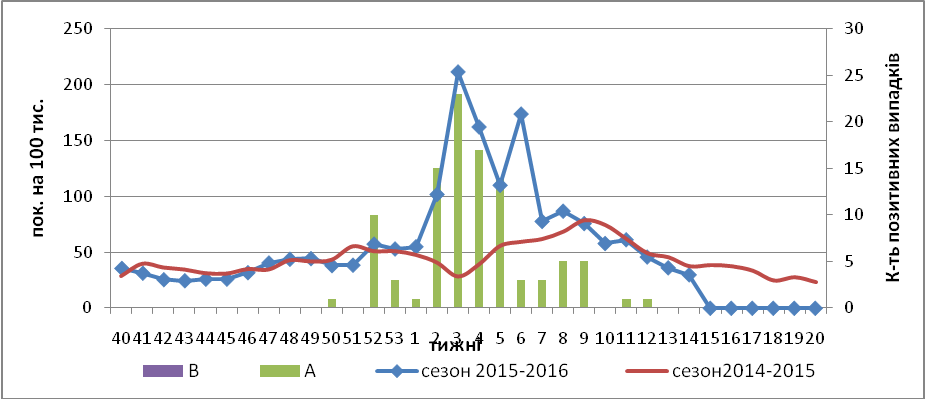 250
200
150
100
50
0
пок. на 100 тис.
30
25
20
15
10
5
0
К-ть позитивних випадків
40 41 42 43 44 45 46 47 48 49 50 51 52 53 1 2 3 4 5 6 7 8 9 10 11 12 13 14 15 16 17 18 19 20
тижні
В А сезон 2015-2016 сезон2014-2015